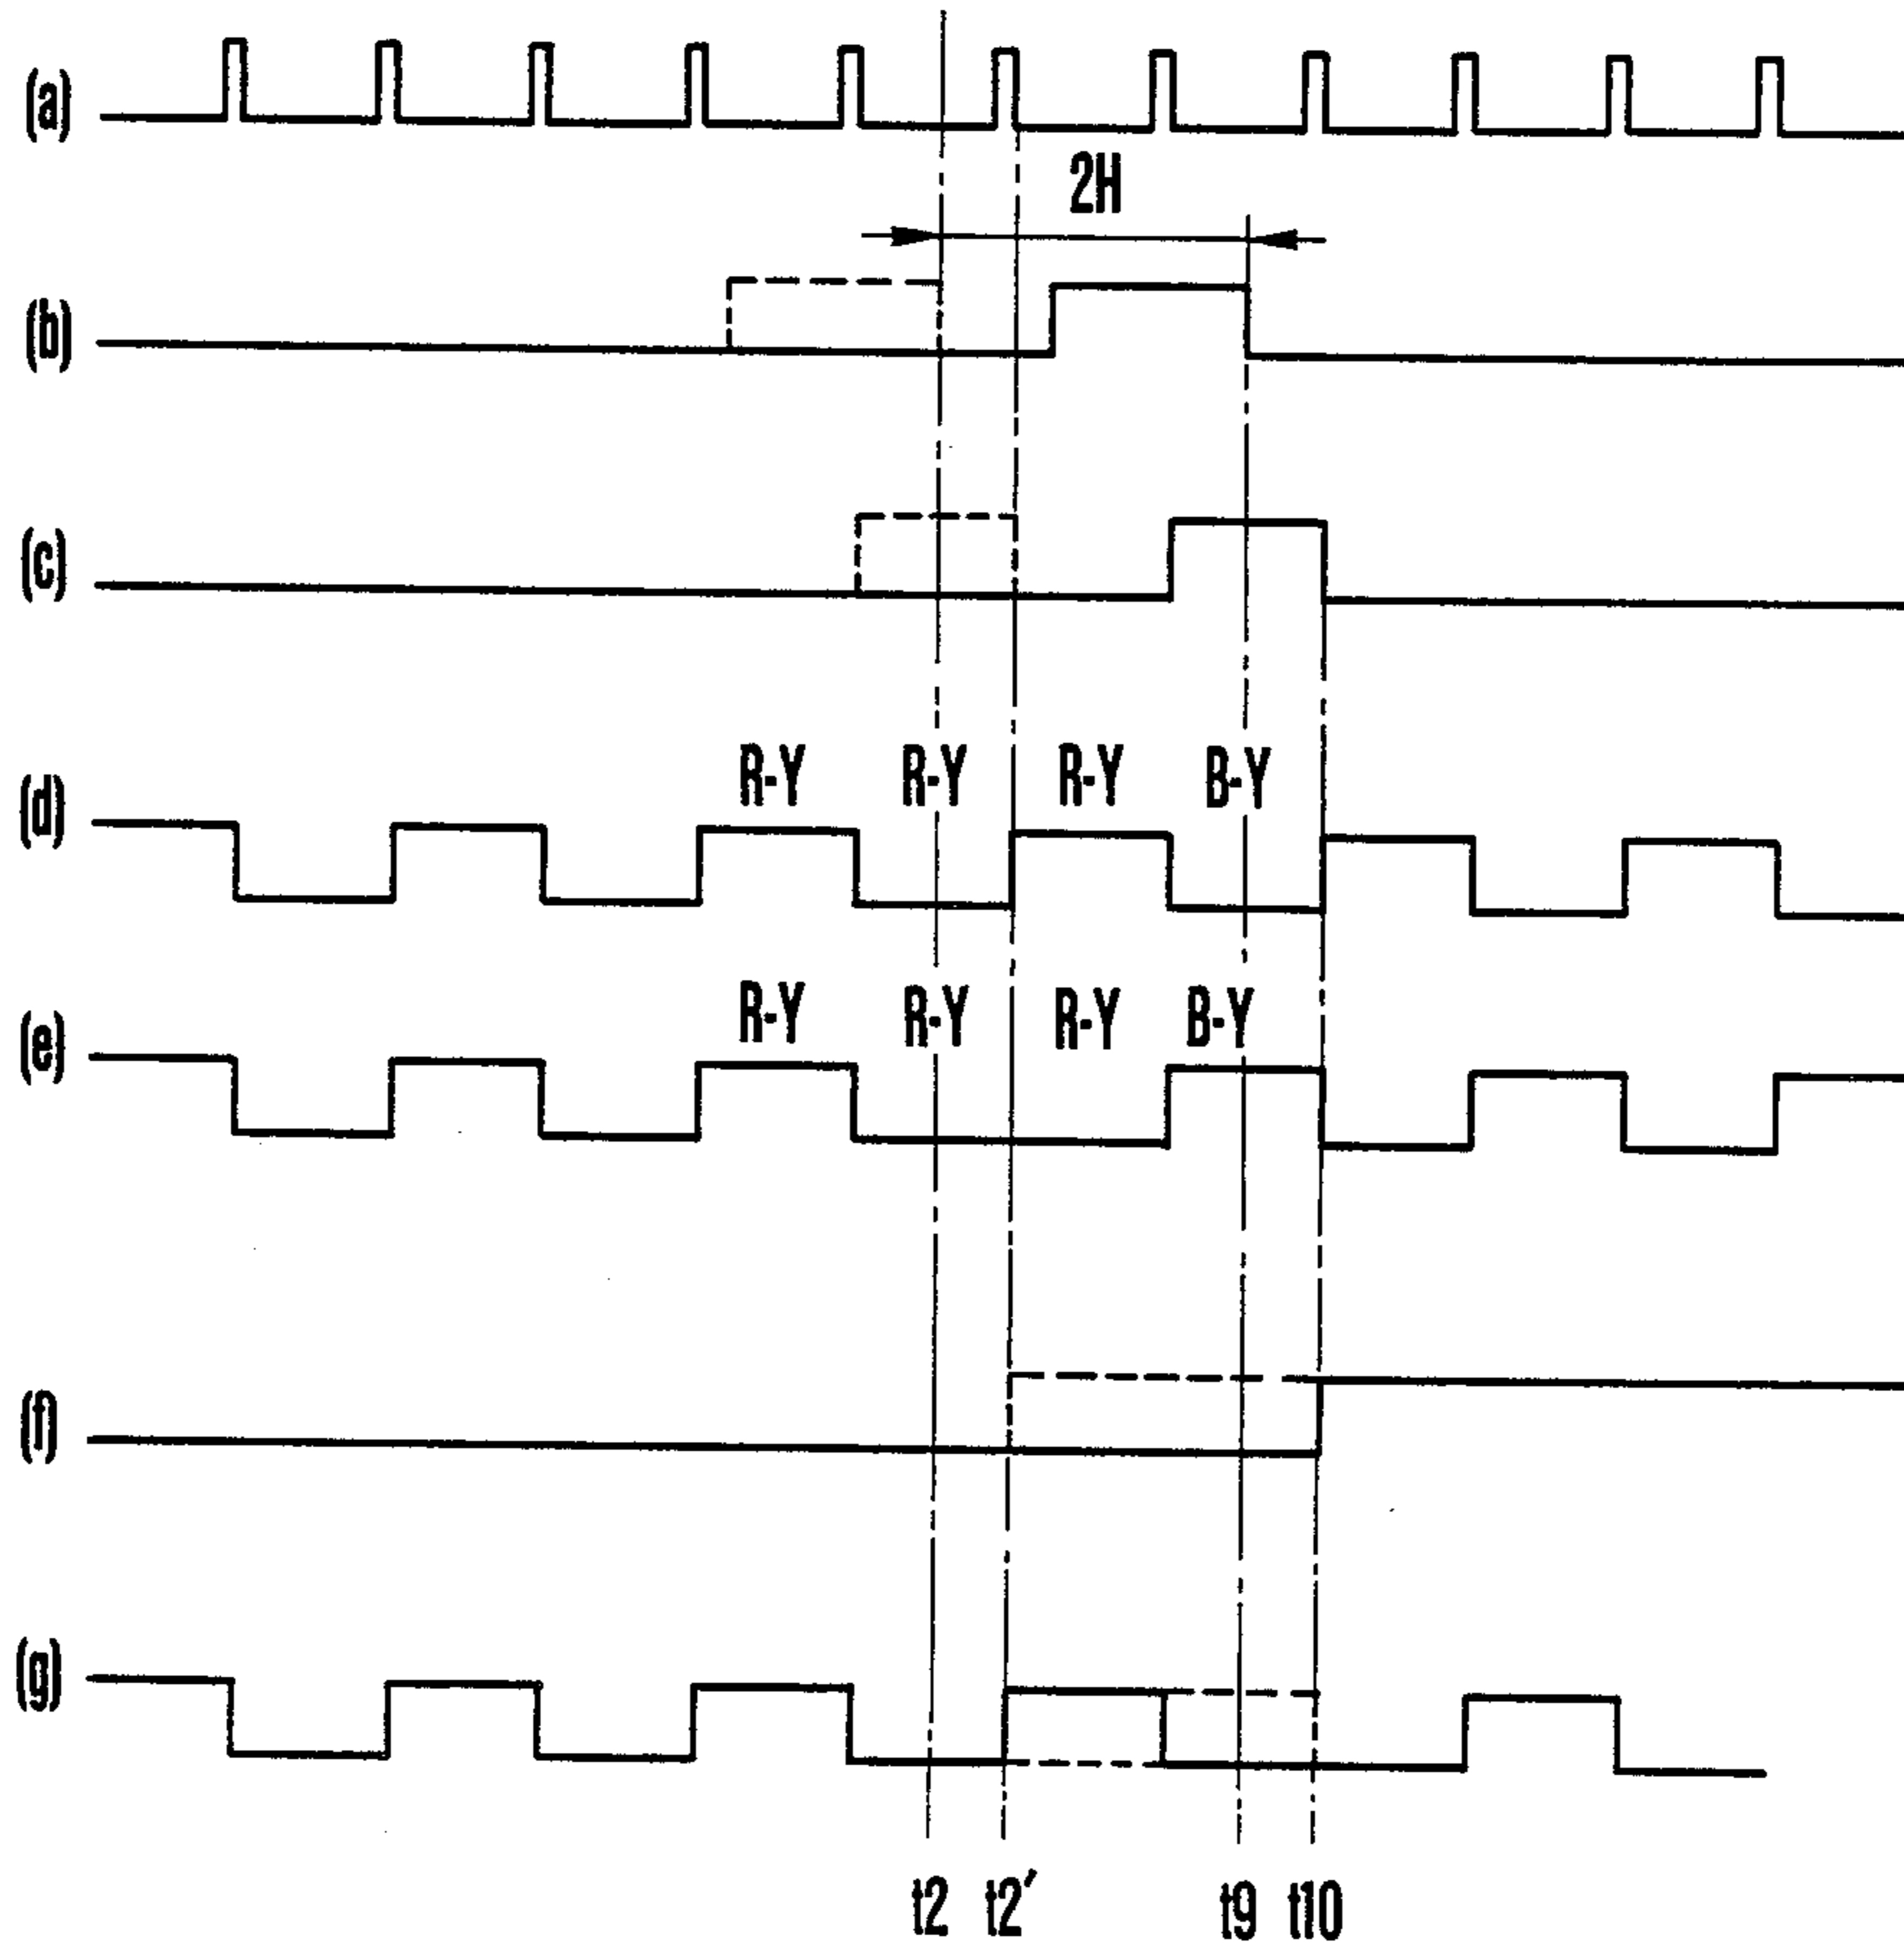 (a)
2H
(b)
(c)
R-Y R-Y R-Y B-Y
(d)
R-Y R-Y R-Y B-Y
(e)
(f)
(g)
t2 t2′ t9 t10